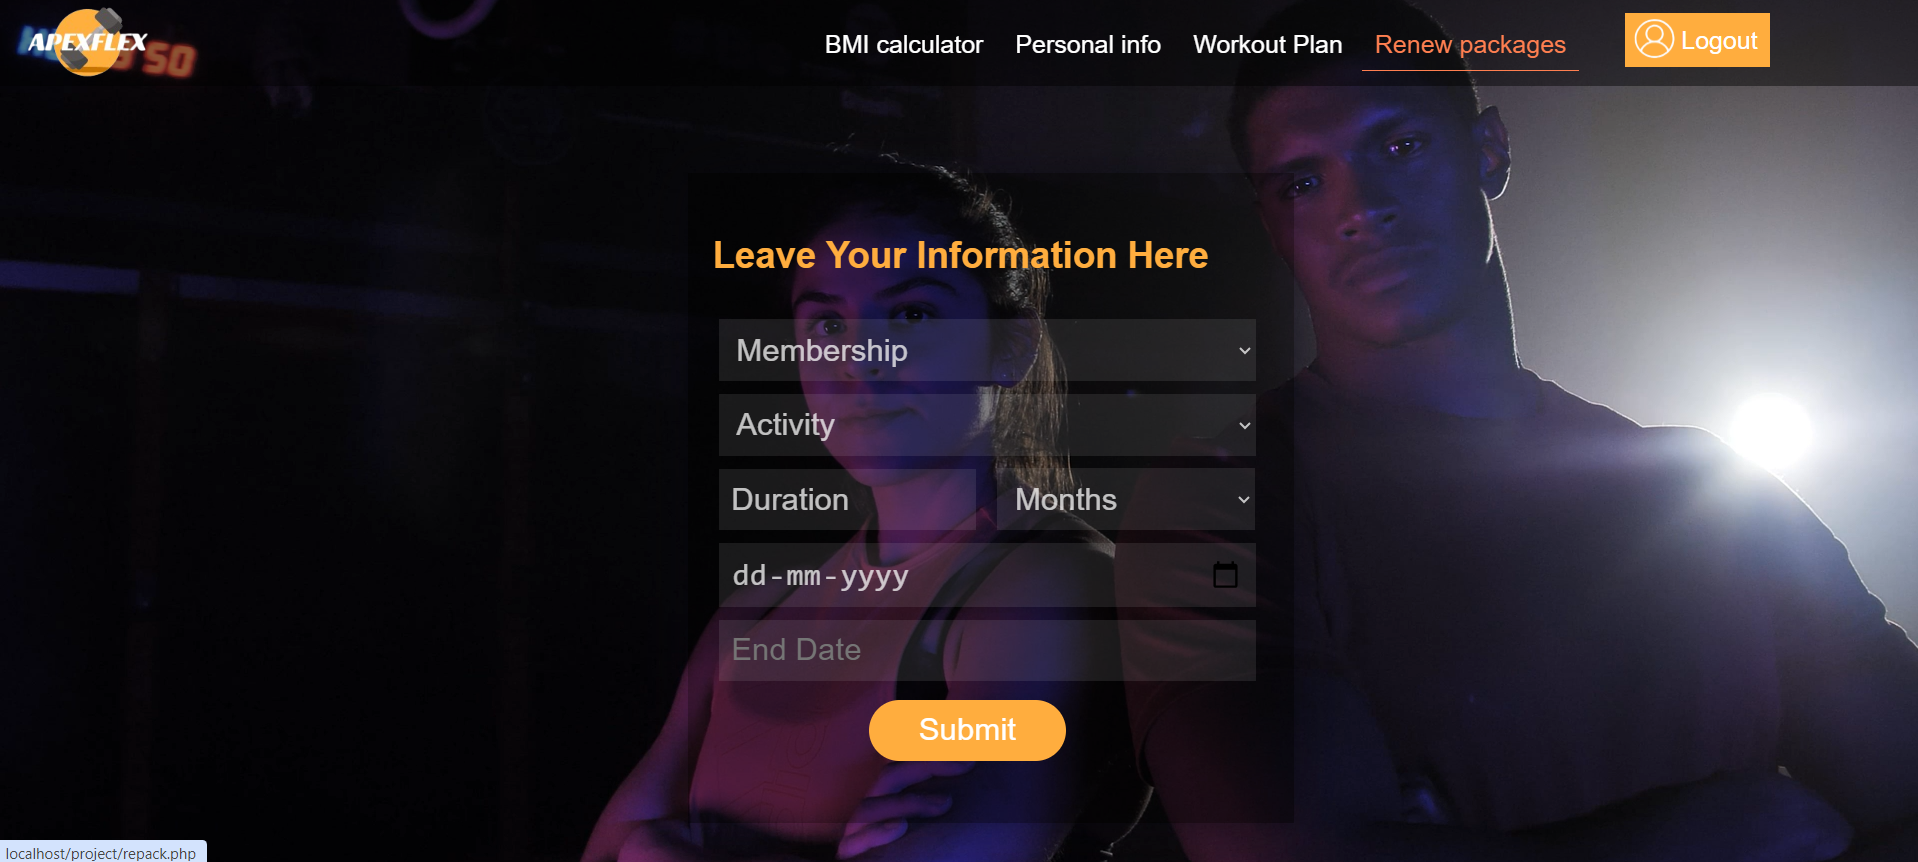 APEXFLEX
50
BMI calculator
Personal info
Workout Plan
Renew packages
Logout
Leave Your Information Here
Membership
Activity
Duration
Months
dd-mm-yyyy
End Date
Submit
localhost/project/repack.php